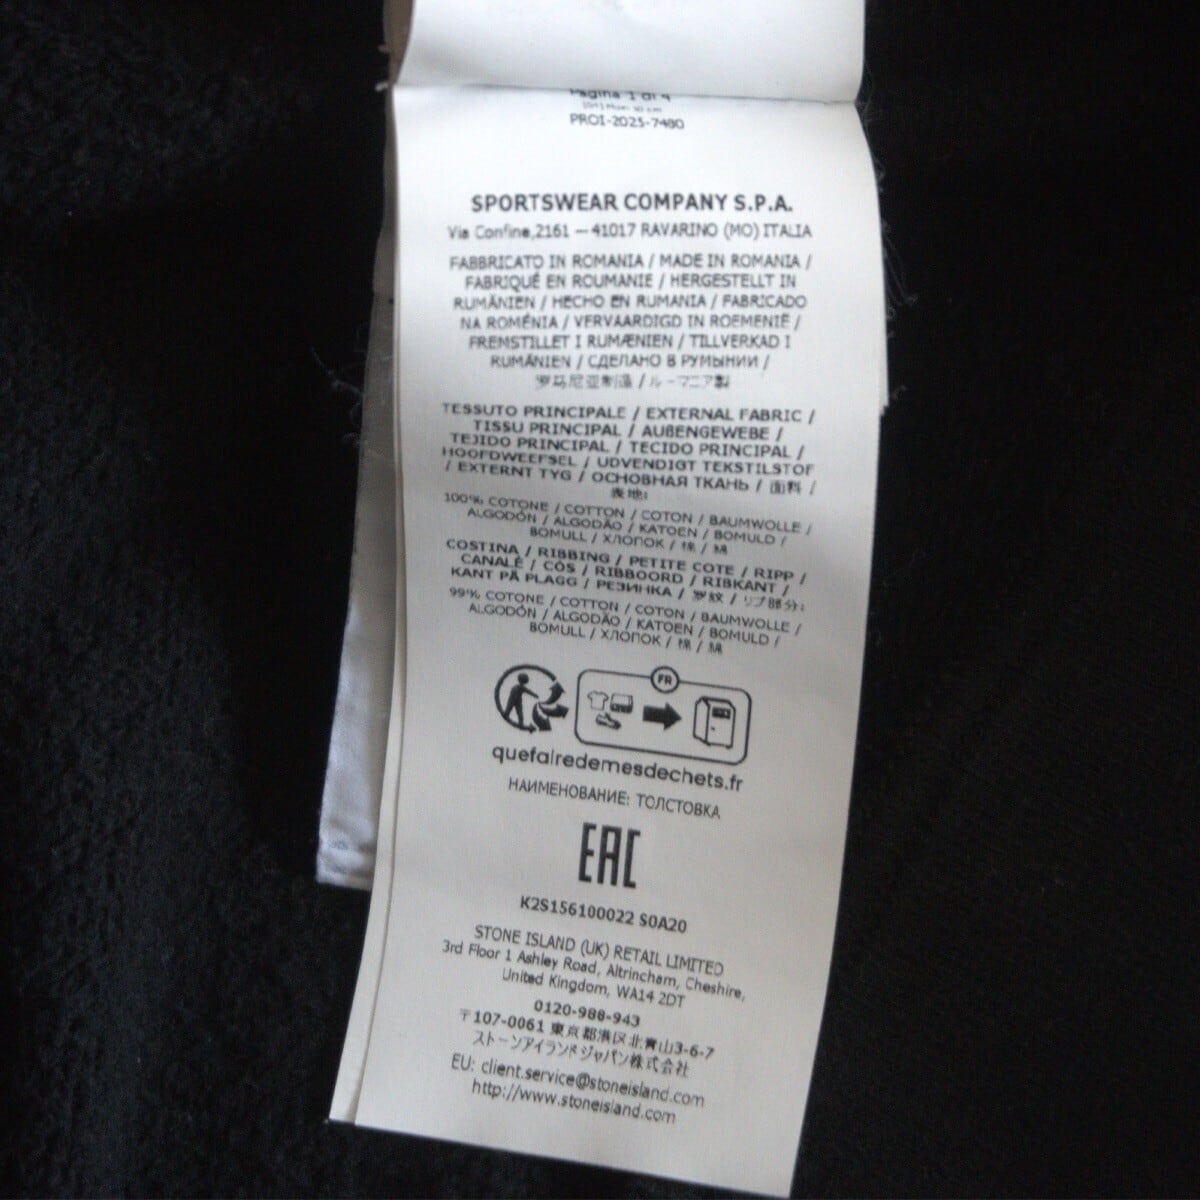 Pagina 1 di 4
PRO1-2025-7480
SPORTSWEAR COMPANY S.P.A.
Via Confine,2161 — 41017 RAVARINO (MO) ITALIA
FABBRICATO IN ROMANIA / MADE IN ROMANIA /
FABRIQUÉ EN ROUMANIE / HERGESTELLT IN
RUMÄNIEN / HECHO EN RUMANIA / FABRICADO
NA ROMÉNIA / VERVAARDIGD IN ROEMENIË /
FREMSTILLET I RUMÆNIEN / TILLVERKAD I
RUMÄNIEN / СДЕЛАНО В РУМЫНИИ /
罗马尼亚制造 / ルーマニア製
TESSUTO PRINCIPALE / EXTERNAL FABRIC /
TISSU PRINCIPAL / AUßENGEWEBE /
TEJIDO PRINCIPAL / TECIDO PRINCIPAL /
HOOFDWEEFSEL / UDVENDIGT TEKSTILSTOF
/ EXTERNT TYG / ОСНОВНАЯ ТКАНЬ / 面料 /
表地:
100% COTONE / COTTON / COTON / BAUMWOLLE /
ALGODÓN / ALGODÃO / KATOEN / BOMULD /
BOMULL / ХЛОПОК / 棉 / 綿
COSTINA / RIBBING / PETITE COTE / RIPP /
CANALÉ / CÓS / RIBBOORD / RIBKANT /
KANT PÅ PLAGG / РЕЗИНКА / 罗纹 / リブ部分:
99% COTONE / COTTON / COTON / BAUMWOLLE /
ALGODÓN / ALGODÃO / KATOEN / BOMULD /
BOMULL / ХЛОПОК / 棉 / 綿
FR
quefairedemesdechets.fr
НАИМЕНОВАНИЕ: ТОЛСТОВКА
EAC
K2S156100022 S0A20
STONE ISLAND (UK) RETAIL LIMITED
3rd Floor 1 Ashley Road, Altrincham, Cheshire,
United Kingdom, WA14 2DT
0120-988-943
〒107-0061 東京都港区北青山3-6-7
ストーンアイランドジャパン株式会社
EU: client.service@stoneisland.com
http://www.stoneisland.com